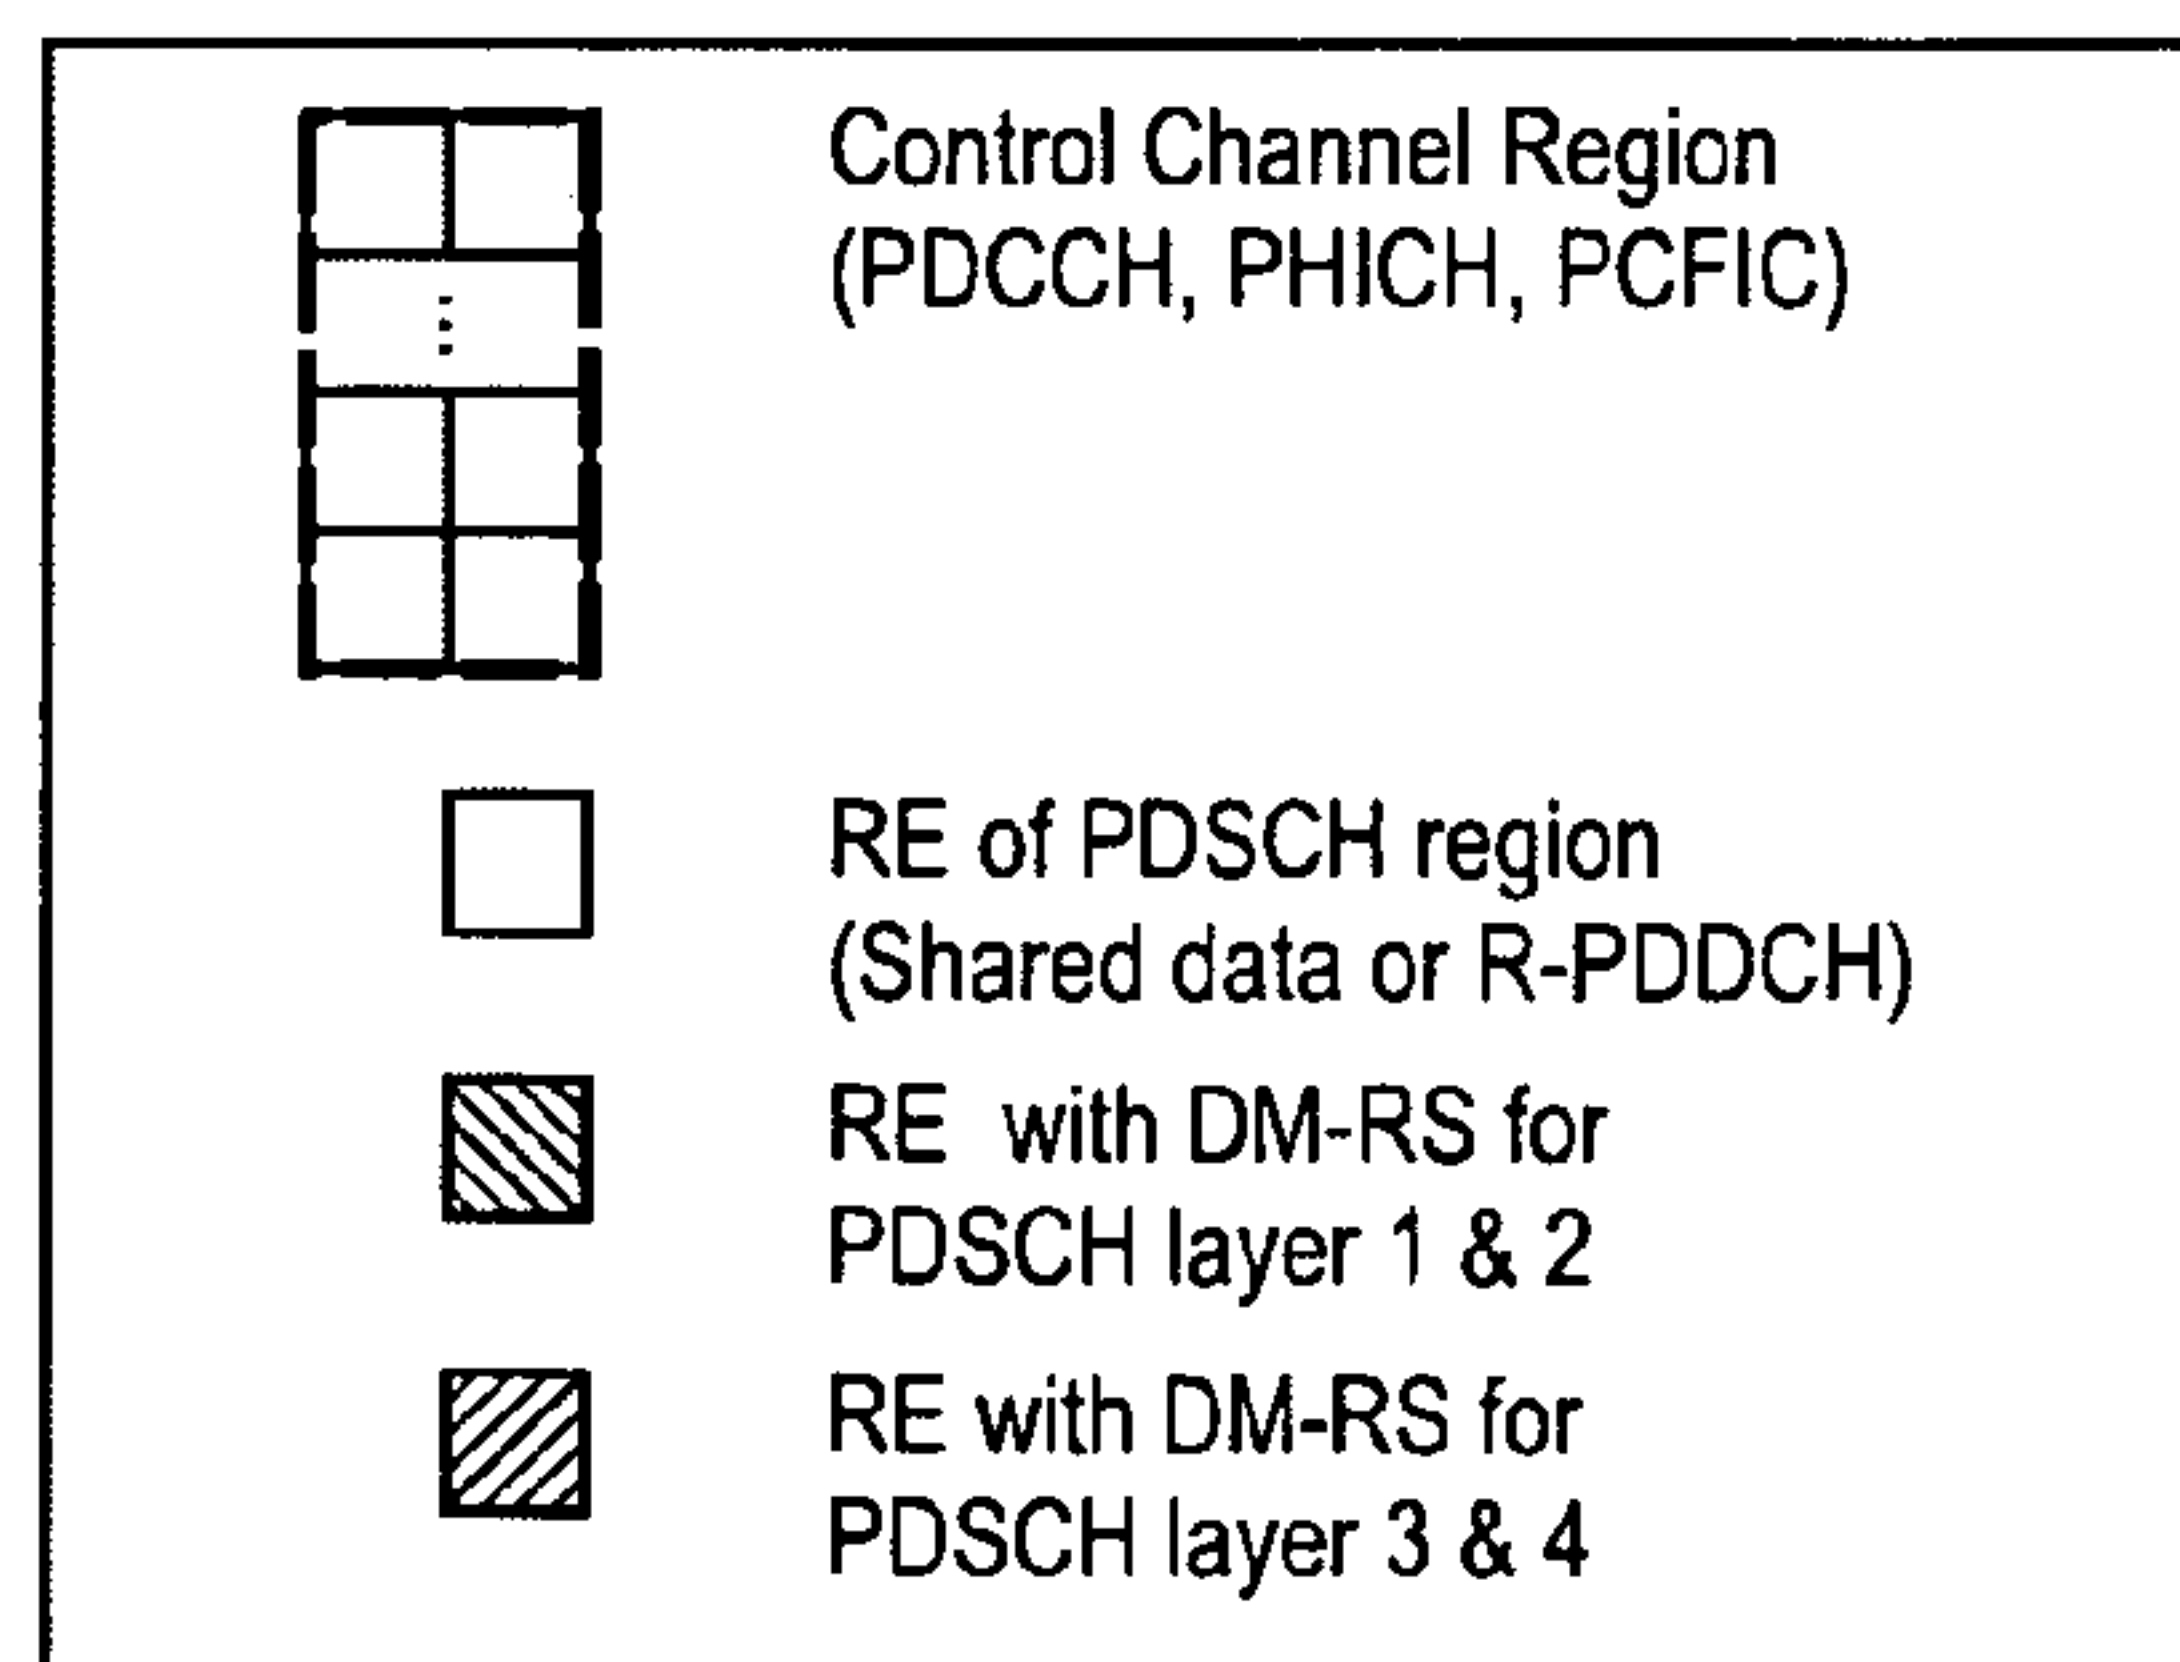 Control Channel Region
(PDCCH, PHICH, PCFIC)
RE of PDSCH region
(Shared data or R-PDDCH)
RE with DM-RS for
PDSCH layer 1 & 2
RE with DM-RS for
PDSCH layer 3 & 4